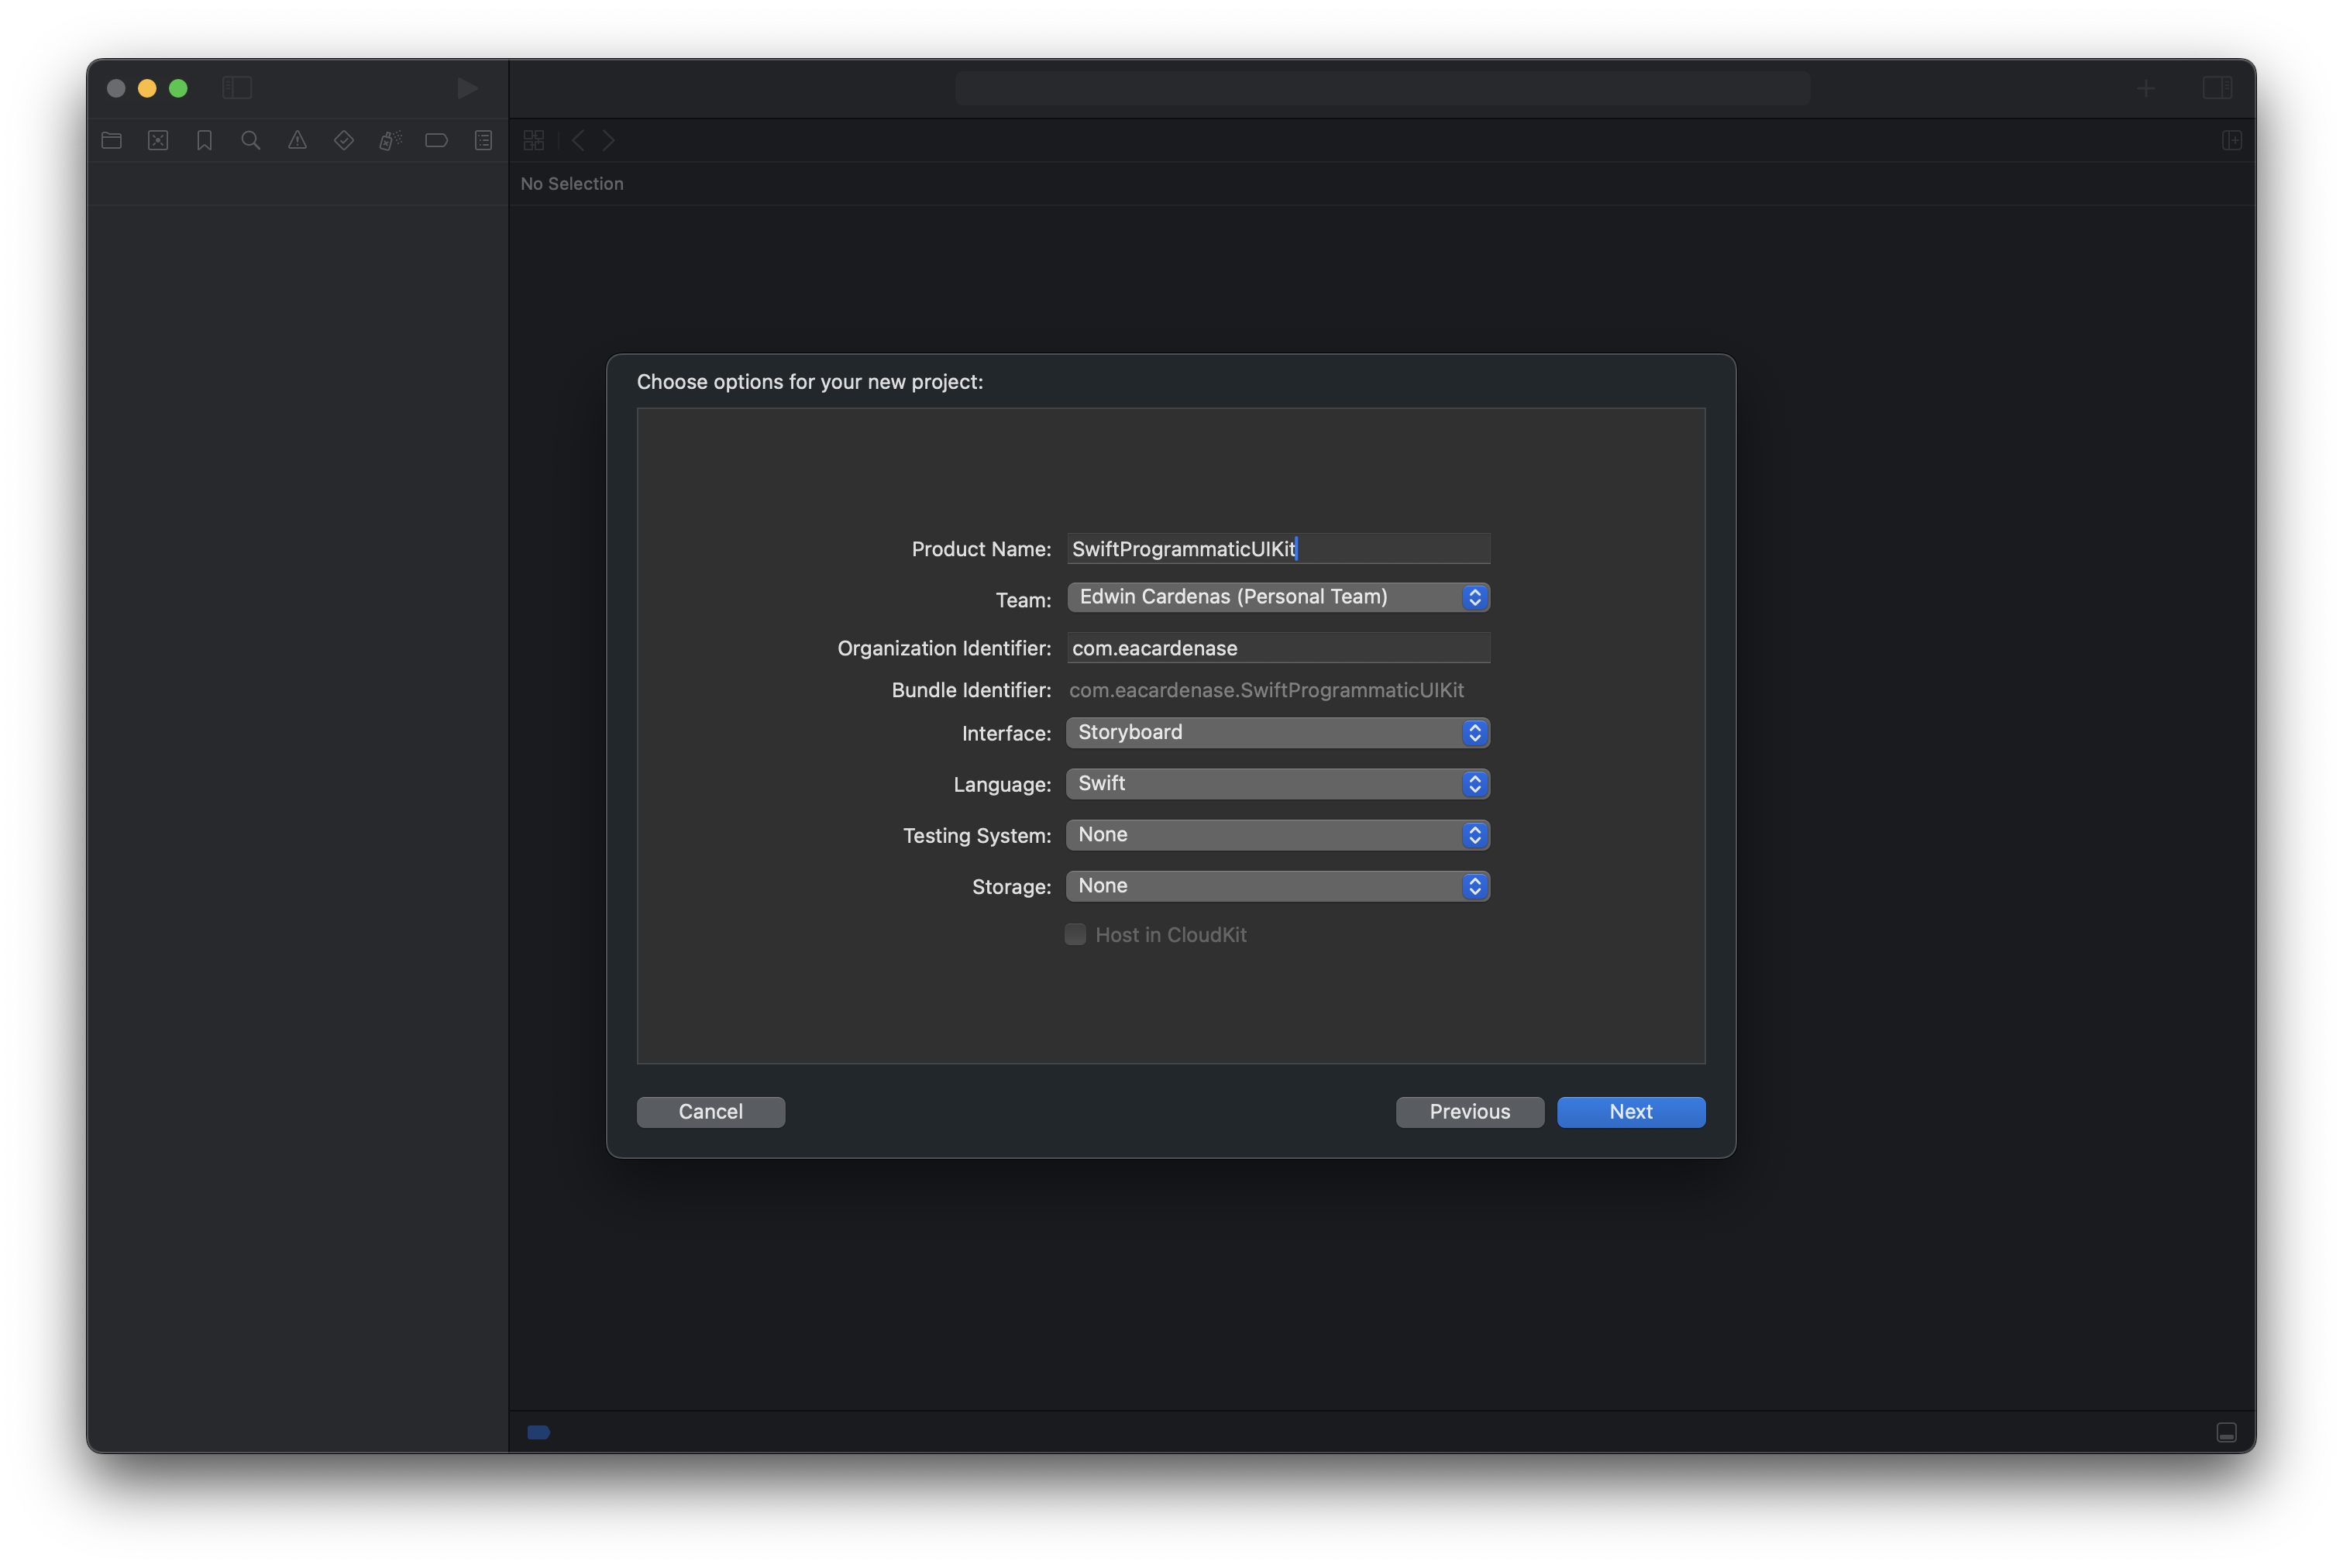 No Selection
Choose options for your new project:
Product Name: SwiftProgrammaticUIKit
Team: Edwin Cardenas (Personal Team)
Organization Identifier: com.eacardenase
Bundle Identifier: com.eacardenase.SwiftProgrammaticUIKit
Interface: Storyboard
Language: Swift
Testing System: None
Storage: None
Host in CloudKit
Cancel Previous Next